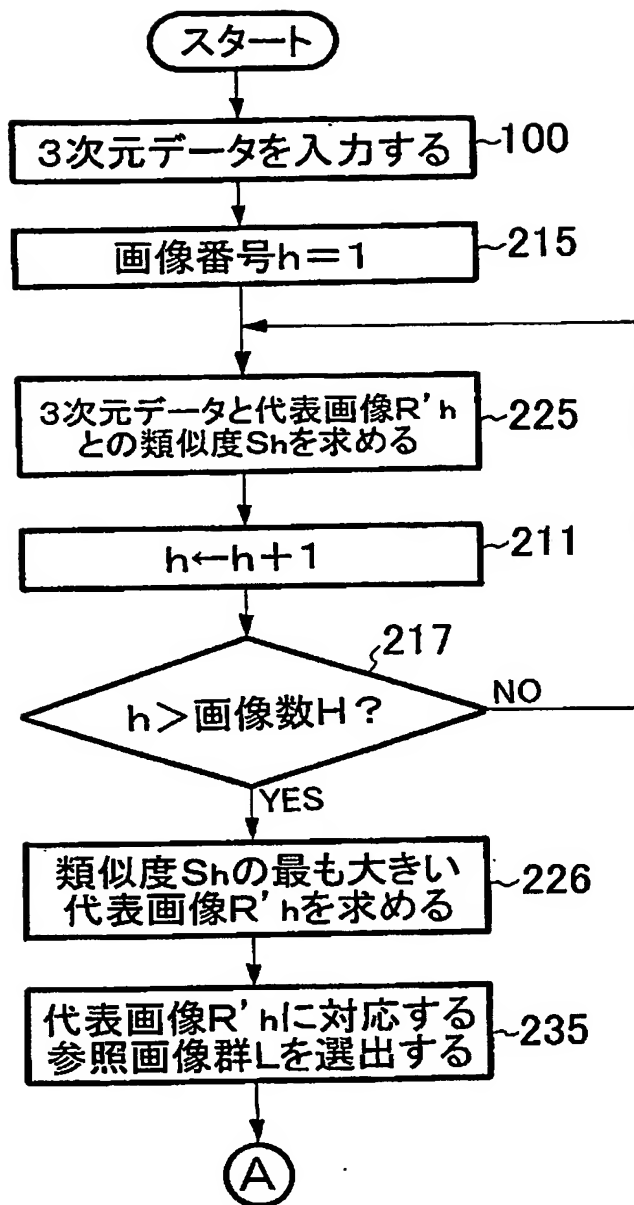 スタート
3次元データを入力する
100
画像番号h=1
215
3次元データと代表画像R'h
との類似度Shを求める
225
h←h+1
211
217
h>画像数H?
NO
YES
類似度Shの最も大きい
代表画像R'hを求める
226
代表画像R'hに対応する
参照画像群Lを選出する
235
A